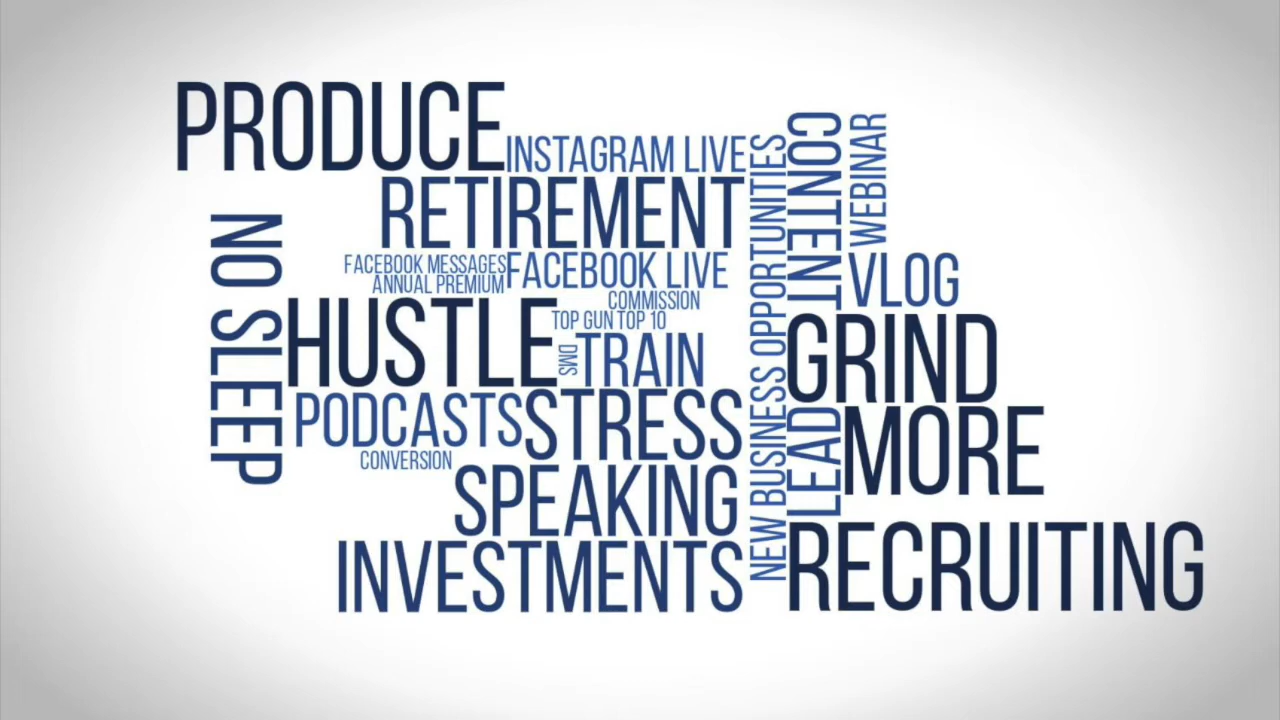 PRODUCE
INSTAGRAM LIVE
RETIREMENT
NO SLEEP
FACEBOOK MESSAGES
FACEBOOK LIVE
ANNUAL PREMIUM
COMMISSION
HUSTLE
TOP GUN TOP 10
DMS
TRAIN
PODCASTS
STRESS
CONVERSION
SPEAKING
INVESTMENTS
NEW BUSINESS OPPORTUNITIES
CONTENT
WEBINAR
VLOG
GRIND
LEAD
MORE
RECRUITING